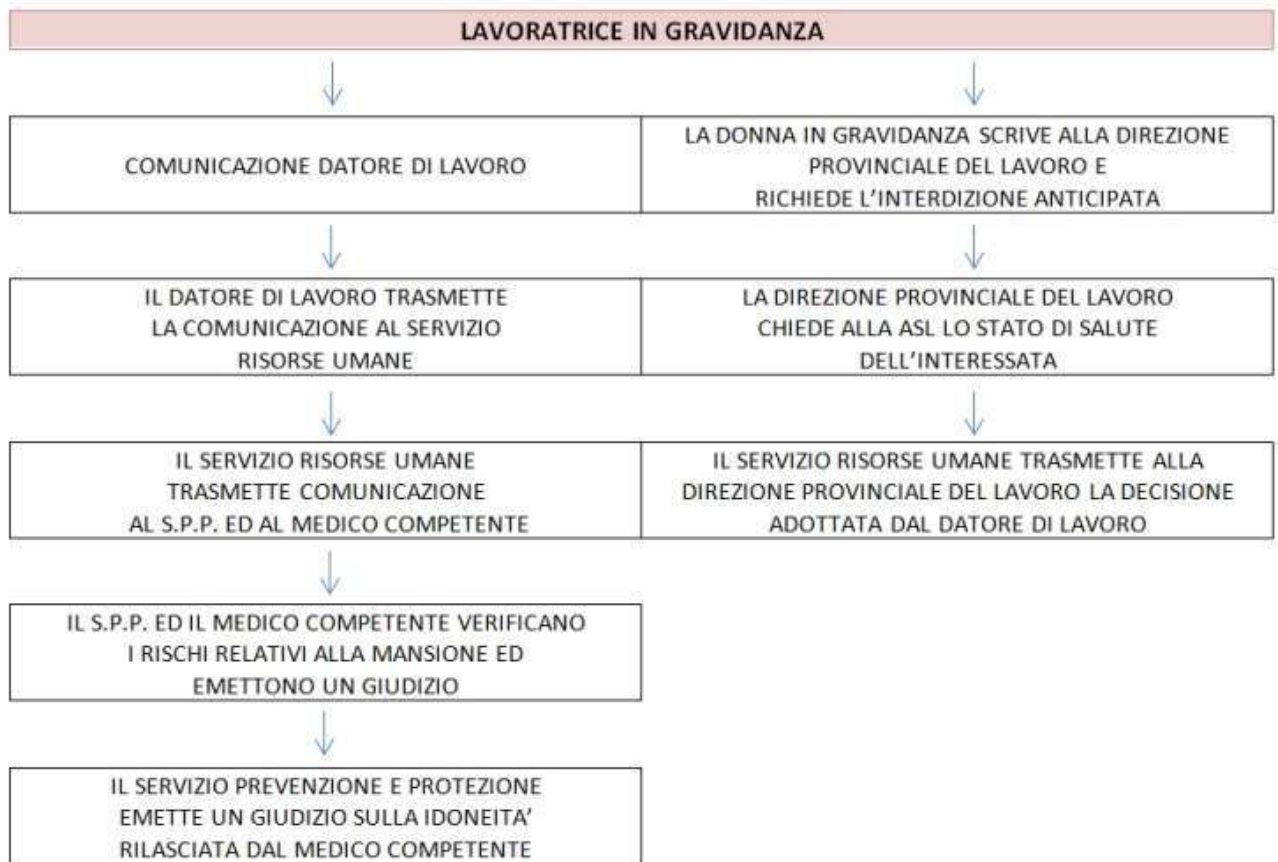 LAVORATRICE IN GRAVIDANZA
COMUNICAZIONE DATORE DI LAVORO
LA DONNA IN GRAVIDANZA SCRIVE ALLA DIREZIONE
PROVINCIALE DEL LAVORO E
RICHIEDE L'INTERDIZIONE ANTICIPATA
IL DATORE DI LAVORO TRASMETTE
LA COMUNICAZIONE AL SERVIZIO
RISORSE UMANE
LA DIREZIONE PROVINCIALE DEL LAVORO
CHIEDE ALLA ASL LO STATO DI SALUTE
DELL'INTERESSATA
IL SERVIZIO RISORSE UMANE
TRASMETTE COMUNICAZIONE
AL S.P.P. ED AL MEDICO COMPETENTE
IL SERVIZIO RISORSE UMANE TRASMETTE ALLA
DIREZIONE PROVINCIALE DEL LAVORO LA DECISIONE
ADOTTATA DAL DATORE DI LAVORO
IL S.P.P. ED IL MEDICO COMPETENTE VERIFICANO
I RISCHI RELATIVI ALLA MANSIONE ED
EMETTONO UN GIUDIZIO
IL SERVIZIO PREVENZIONE E PROTEZIONE
EMETTE UN GIUDIZIO SULLA IDONEITA'
RILASCIATA DAL MEDICO COMPETENTE